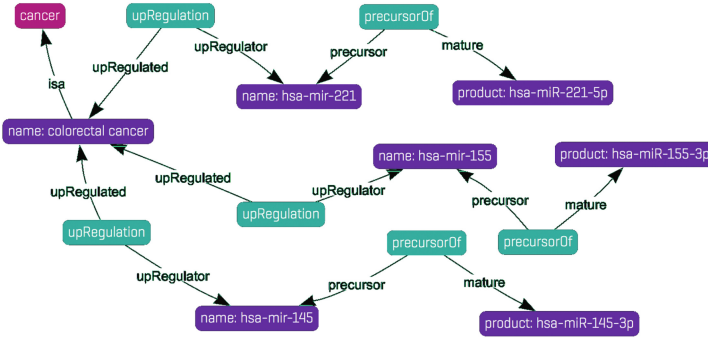 cancer
upRegulation
precursorOf
upRegulator
precursor
mature
upRegulated
isa
name: hsa-mir-221
product: hsa-miR-221-5p
name: colorectal cancer
name: hsa-mir-155
product: hsa-miR-155-3p
upRegulated
upRegulated
upRegulator
precursor
mature
upRegulation
upRegulation
precursorOf
precursorOf
upRegulator
precursor
mature
name: hsa-mir-145
product: hsa-miR-145-3p